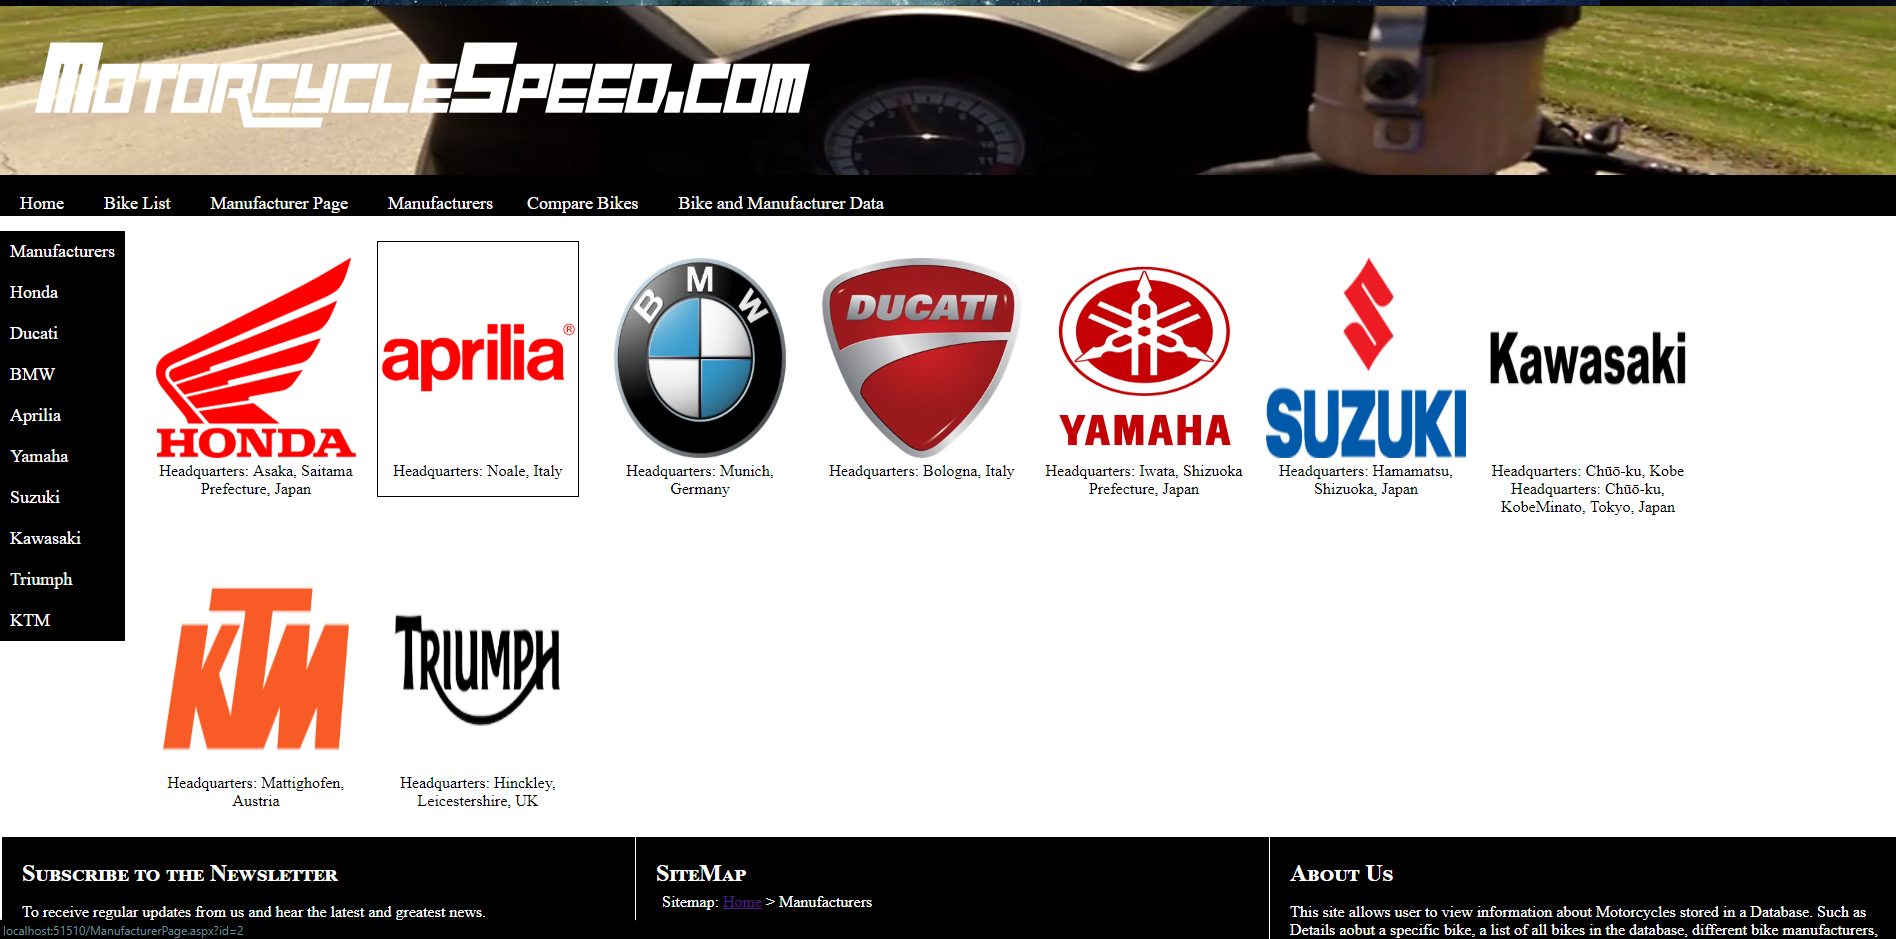 MotorcycleSpeed.com
Home Bike List Manufacturer Page Manufacturers Compare Bikes Bike and Manufacturer Data
Manufacturers
Honda
Ducati
BMW
Aprilia
Yamaha
Suzuki
Kawasaki
Triumph
KTM
HONDA
Headquarters: Asaka, Saitama
Prefecture, Japan
aprilia®
Headquarters: Noale, Italy
BMW
Headquarters: Munich,
Germany
DUCATI
Headquarters: Bologna, Italy
YAMAHA
Headquarters: Iwata, Shizuoka
Prefecture, Japan
SUZUKI
Headquarters: Hamamatsu,
Shizuoka, Japan
Kawasaki
Headquarters: Chūō-ku, Kobe
Headquarters: Chūō-ku,
KobeMinato, Tokyo, Japan
KTM
Headquarters: Mattighofen,
Austria
TRIUMPH
Headquarters: Hinckley,
Leicestershire, UK
Subscribe to the Newsletter
To receive regular updates from us and hear the latest and greatest news.
SiteMap
Sitemap: Home > Manufacturers
About Us
This site allows user to view information about Motorcycles stored in a Database. Such as
Details aobut a specific bike, a list of all bikes in the database, different bike manufacturers,
localhost:51510/ManufacturerPage.aspx?id=2